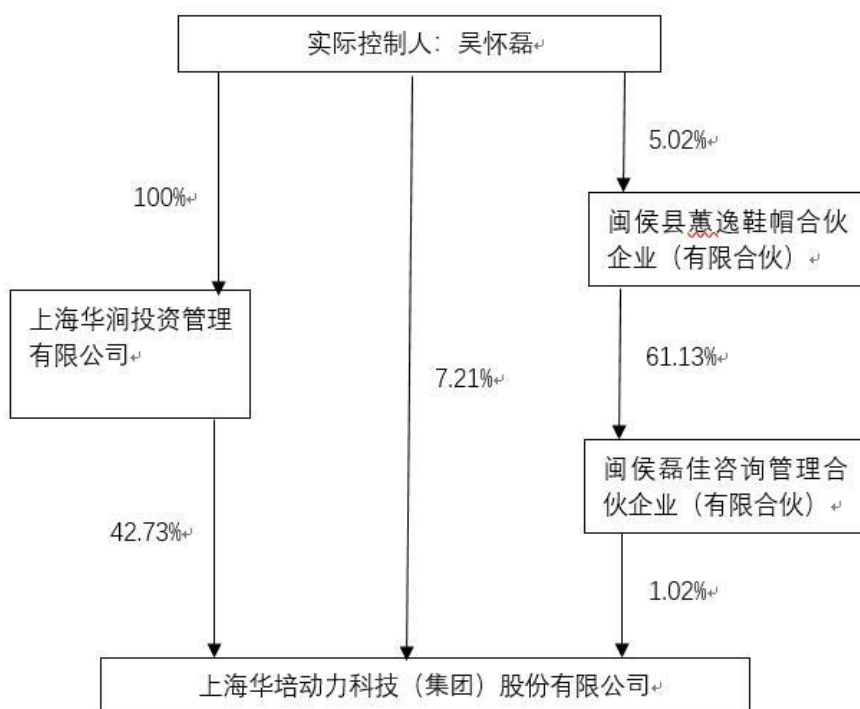 实际控制人：吴怀磊
5.02%
100%
闽侯县蕙逸鞋帽合伙
企业（有限合伙）
上海华涧投资管理
有限公司
7.21%
61.13%
闽侯磊佳咨询管理合
伙企业（有限合伙）
42.73%
1.02%
上海华培动力科技（集团）股份有限公司